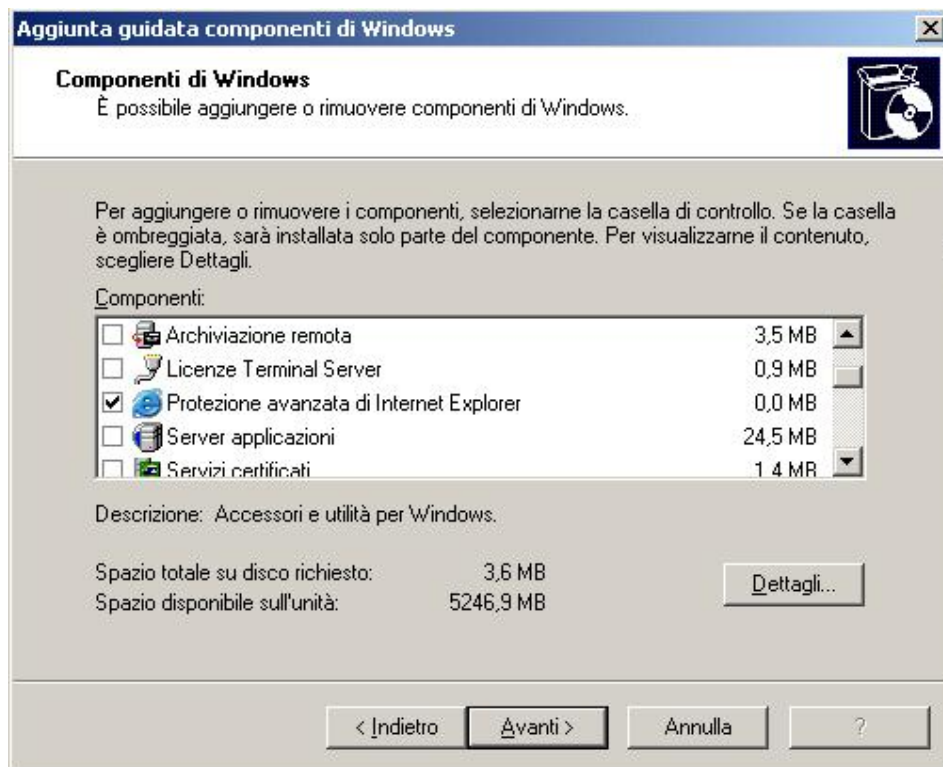 Aggiunta guidata componenti di Windows
Componenti di Windows
È possibile aggiungere o rimuovere componenti di Windows.
Per aggiungere o rimuovere i componenti, selezionarne la casella di controllo. Se la casella
è ombreggiata, sarà installata solo parte del componente. Per visualizzarne il contenuto,
scegliere Dettagli.
Componenti:
Archiviazione remota 3,5 MB
Licenze Terminal Server 0,9 MB
Protezione avanzata di Internet Explorer 0,0 MB
Server applicazioni 24,5 MB
Servizi certificati 1,4 MB
Descrizione: Accessori e utilità per Windows.
Spazio totale su disco richiesto: 3,6 MB
Spazio disponibile sull'unità: 5246,9 MB
Dettagli...
< Indietro
Avanti >
Annulla
?